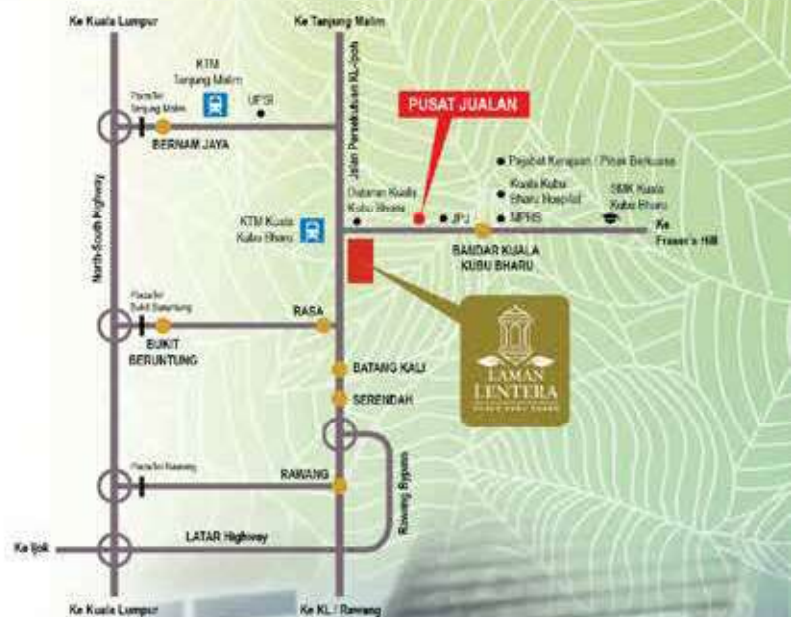 Ke Kuala Lumpur
Ke Tanjung Malim
KTM
Tanjung Malim
UPSI
Plaza Tol
Tanjung Malim
BERNAM JAYA
Jalan Persekutuan KL-Ipoh
PUSAT JUALAN
Pejabat Kerajaan / Pihak Berkuasa
Dataran Kuala
Kubu Bharu
JPJ
Kuala Kubu
Bharu Hospital
MPHS
SMK Kuala
Kubu Bharu
Ke
Fraser's Hill
KTM Kuala
Kubu Bharu
BANDAR KUALA
KUBU BHARU
North-South Highway
Plaza Tol
Bukit Beruntung
BUKIT
BERUNTUNG
RASA
BATANG KALI
SERENDAH
LAMAN
LENTERA
KUALA KUBU BHARU
Plaza Tol Rawang
RAWANG
Rawang Bypass
LATAR Highway
Ke Ijok
Ke Kuala Lumpur
Ke KL / Rawang